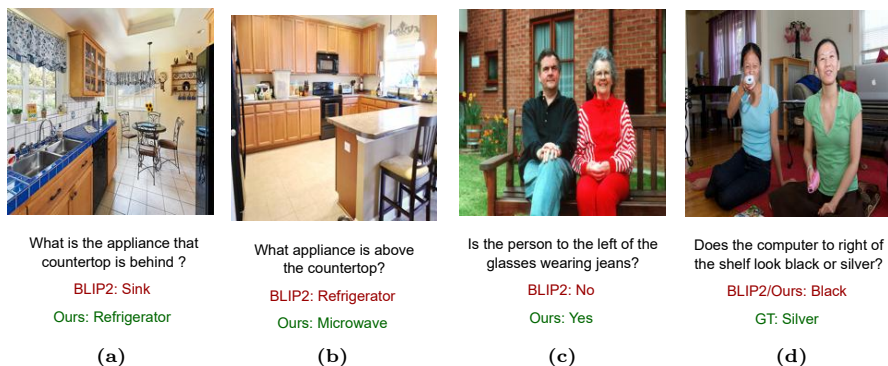 What is the appliance that
countertop is behind ?
BLIP2: Sink
Ours: Refrigerator
(a)
What appliance is above
the countertop?
BLIP2: Refrigerator
Ours: Microwave
(b)
Is the person to the left of the
glasses wearing jeans?
BLIP2: No
Ours: Yes
(c)
Does the computer to right of
the shelf look black or silver?
BLIP2/Ours: Black
GT: Silver
(d)